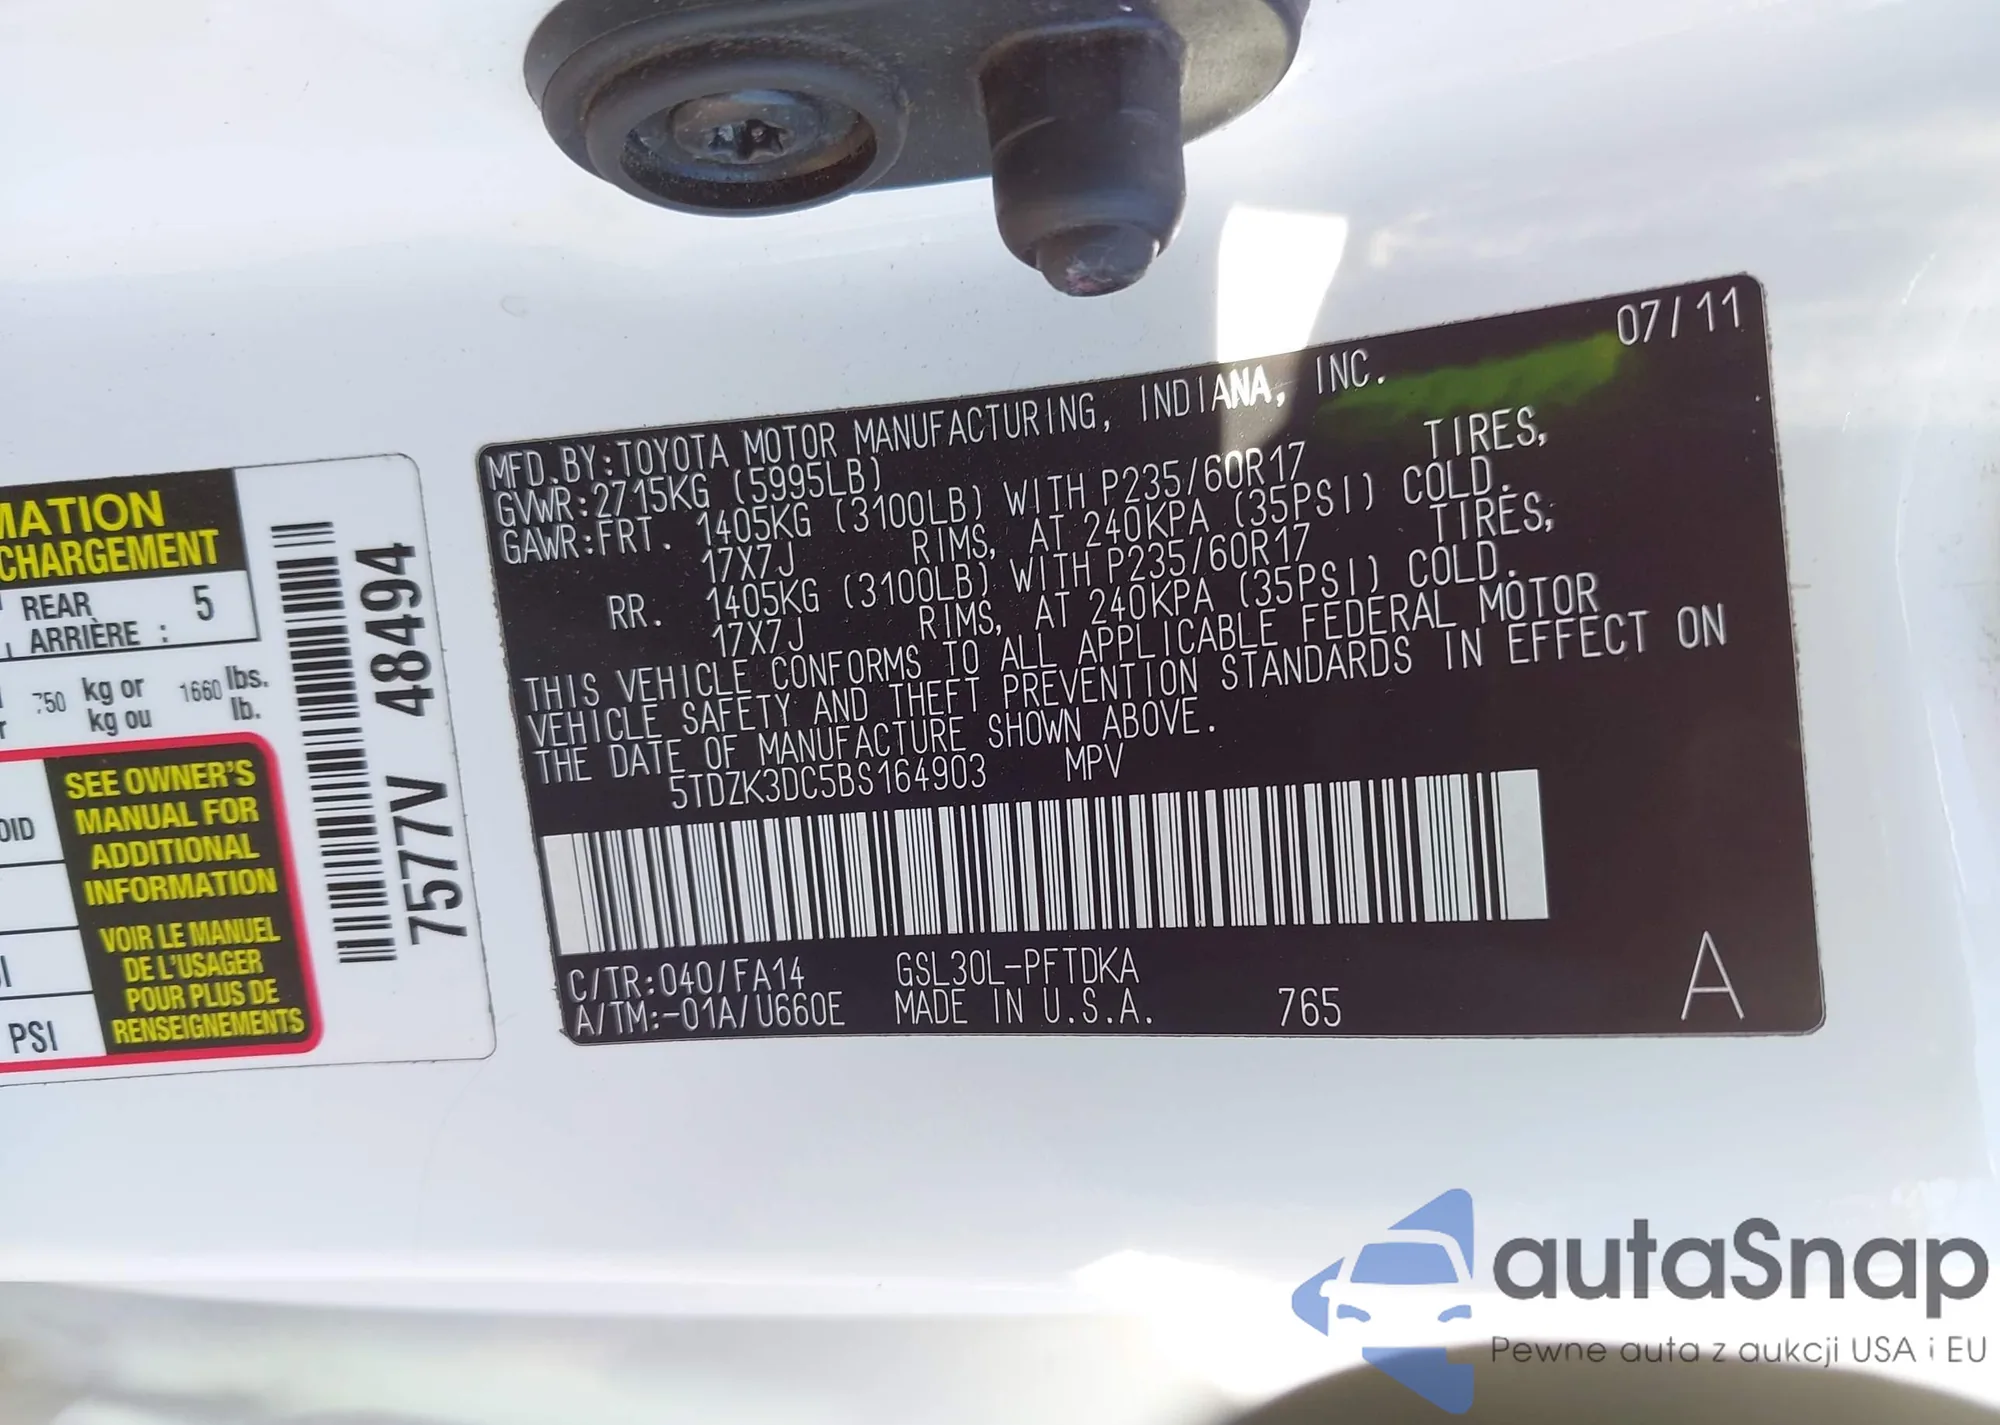 MATION
CHARGEMENT
REAR
ARRIÈRE : 5
750 kg or 1660 lbs.
kg ou lb.
SEE OWNER'S
MANUAL FOR
ADDITIONAL
INFORMATION
VOIR LE MANUEL
DE L'USAGER
POUR PLUS DE
RENSEIGNEMENTS
OID
PSI
7577V 48494
07/11
MFD.BY:TOYOTA MOTOR MANUFACTURING, INDIANA, INC.
GVWR:2715KG (5995LB)
GAWR:FRT. 1405KG (3100LB) WITH P235/60R17 TIRES,
17X7J RIMS, AT 240KPA (35PSI) COLD.
RR. 1405KG (3100LB) WITH P235/60R17 TIRES,
17X7J RIMS, AT 240KPA (35PSI) COLD.
THIS VEHICLE CONFORMS TO ALL APPLICABLE FEDERAL MOTOR
VEHICLE SAFETY AND THEFT PREVENTION STANDARDS IN EFFECT ON
THE DATE OF MANUFACTURE SHOWN ABOVE.
5TDZK3DC5BS164903 MPV
C/TR:040/FA14 GSL30L-PFTDKA
A/TM:-01A/U660E MADE IN U.S.A. 765 A
autaSnap
Pewne auta z aukcji USA i EU